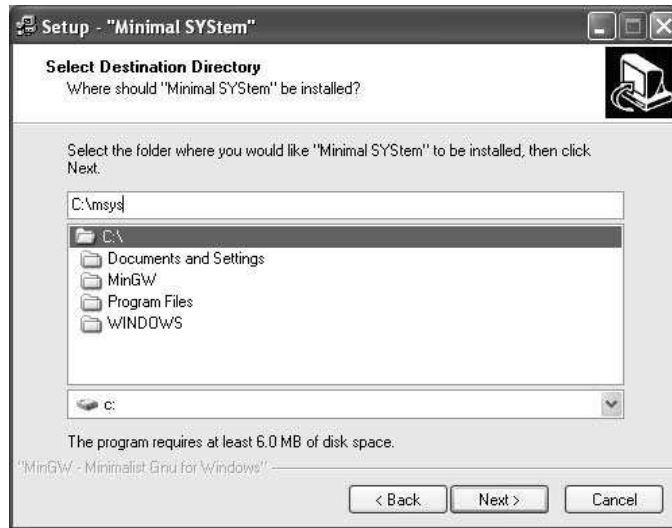 Setup - "Minimal SYStem"
Select Destination Directory
Where should "Minimal SYStem" be installed?
Select the folder where you would like "Minimal SYStem" to be installed, then click
Next.
C:\msys
C:\
Documents and Settings
MinGW
Program Files
WINDOWS
c:
The program requires at least 6.0 MB of disk space.
"MinGW - Minimalist Gnu for Windows"
< Back Next > Cancel